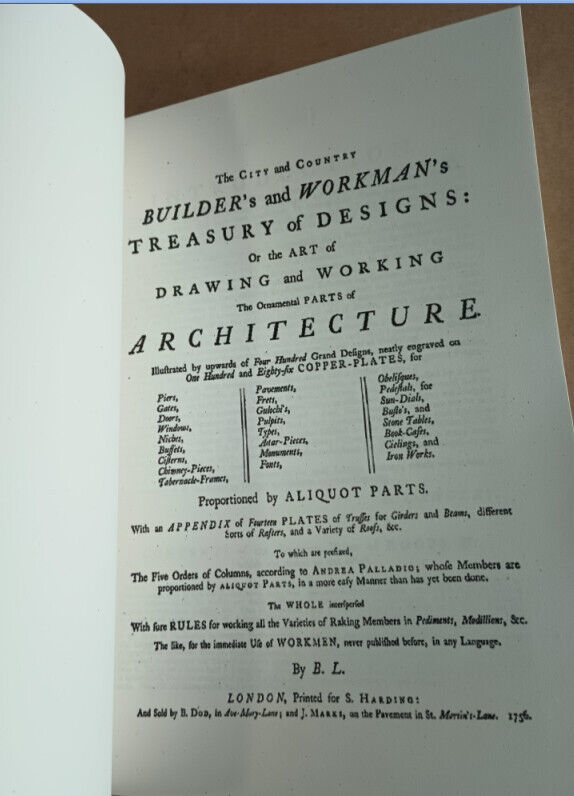 The CITY and COUNTRY
BUILDER's and WORKMAN's
TREASURY of DESIGNS:
Or the ART of
DRAWING and WORKING
The Ornamental PARTS of
ARCHITECTURE.
Illustrated by upwards of Four Hundred Grand Deſigns, neatly engraved on
One Hundred and Eighty-ſix COPPER-PLATES, for
Piers,
Gates,
Doors,
Windows,
Niches,
Buffets,
Ciſterns,
Chimney-Pieces,
Tabernacle-Frames,
Pavements,
Frets,
Gulochi's,
Pulpits,
Types,
Altar-Pieces,
Monuments,
Fonts,
Obeliſques,
Pedeſtals, for
Sun-Dials,
Buſto's, and
Stone Tables,
Book-Caſes,
Cielings, and
Iron Works.
Proportioned by ALIQUOT PARTS.
With an APPENDIX of Fourteen PLATES of Truſſes for Girders and Beams, different
Sorts of Rafters, and a Variety of Roofs, &c.
To which are prefixed,
The Five Orders of Columns, according to ANDREA PALLADIO; whoſe Members are
proportioned by ALIQUOT PARTS, in a more eaſy Manner than has yet been done.
The WHOLE interſperſed
With ſure RULES for working all the Varieties of Raking Members in Pediments, Modillions, &c.
The like, for the immediate Uſe of WORKMEN, never publiſhed before, in any Language.
By B. L.
LONDON, Printed for S. HARDING:
And Sold by B. DOD, in Ave-Mary-Lane; and J. MARKS, on the Pavement in St. Martin's-Lane. 1756.